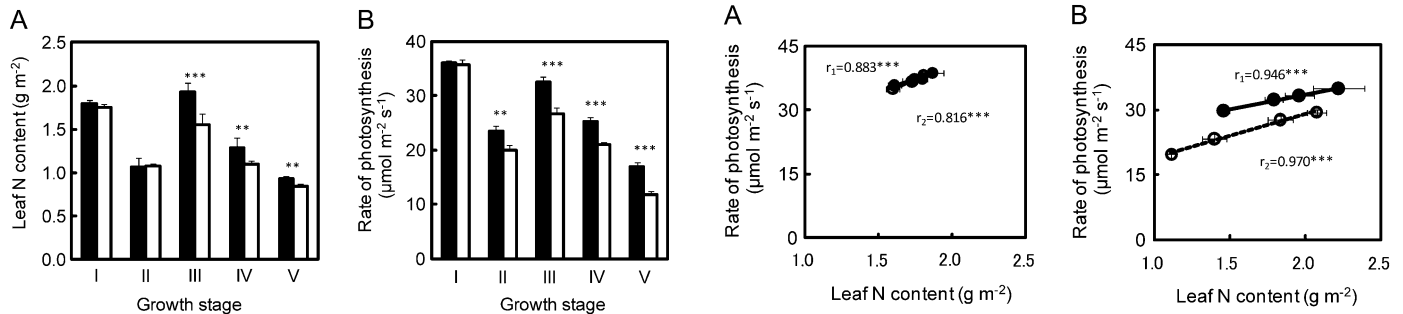 A
Leaf N content (g m-2)
2.5
2.0
1.5
1.0
0.5
0.0
***
**
**
I II III IV V
Growth stage
B
Rate of photosynthesis
(μmol m-2 s-1)
40
30
20
10
0
**
***
***
***
I II III IV V
Growth stage
A
Rate of photosynthesis
(μmol m-2 s-1)
45
30
15
0
r1=0.883***
r2=0.816***
1.0 1.5 2.0 2.5
Leaf N content (g m-2)
B
Rate of photosynthesis
(μmol m-2 s-1)
45
30
15
0
r1=0.946***
r2=0.970***
1.0 1.5 2.0 2.5
Leaf N content (g m-2)